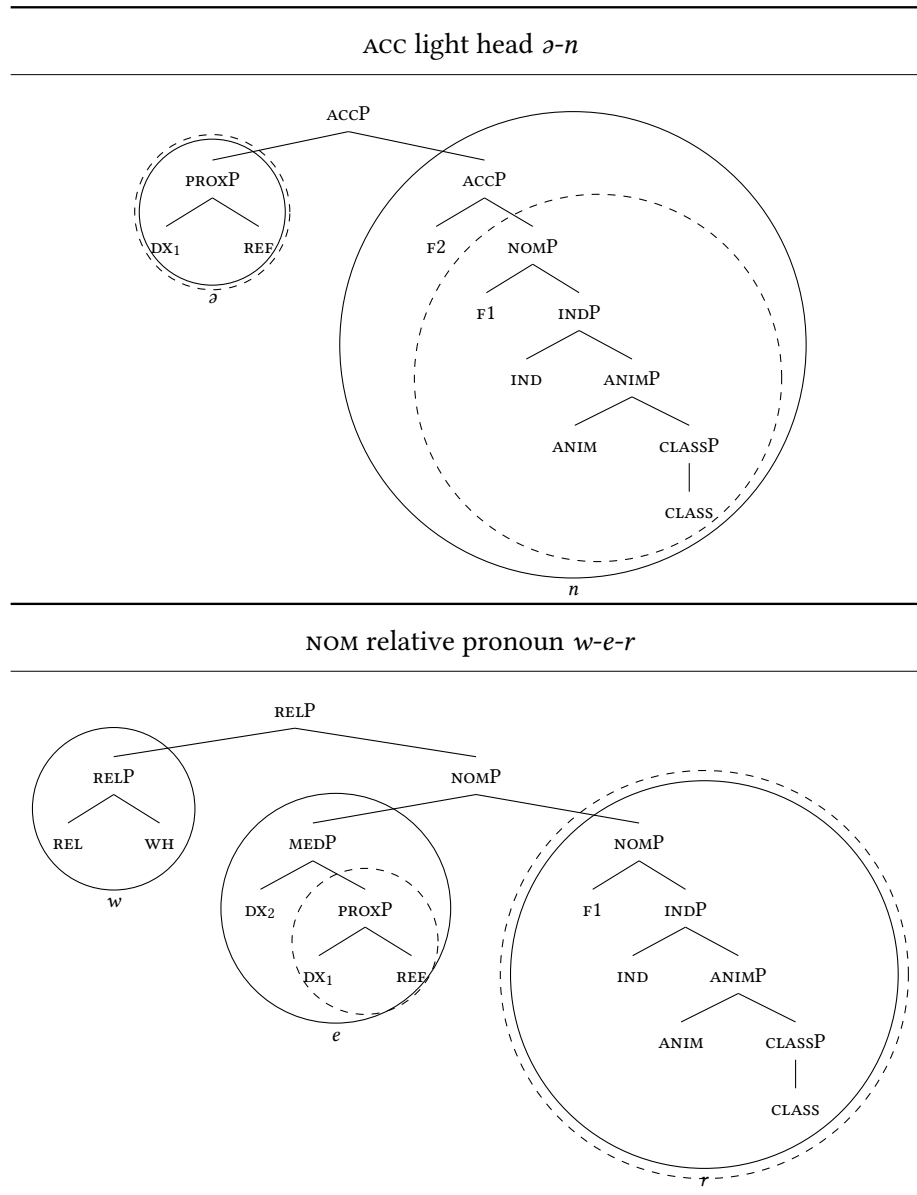 ACC light head ə-n
ACCP
PROXP ACCP
DX1 REF F2 NOMP
ə
F1 INDP
IND ANIMP
ANIM CLASSP
CLASS
n
NOM relative pronoun w-e-r
RELP
RELP NOMP
REL WH MEDP NOMP
w
DX2 PROXP F1 INDP
DX1 REF IND ANIMP
e
ANIM CLASSP
CLASS
r